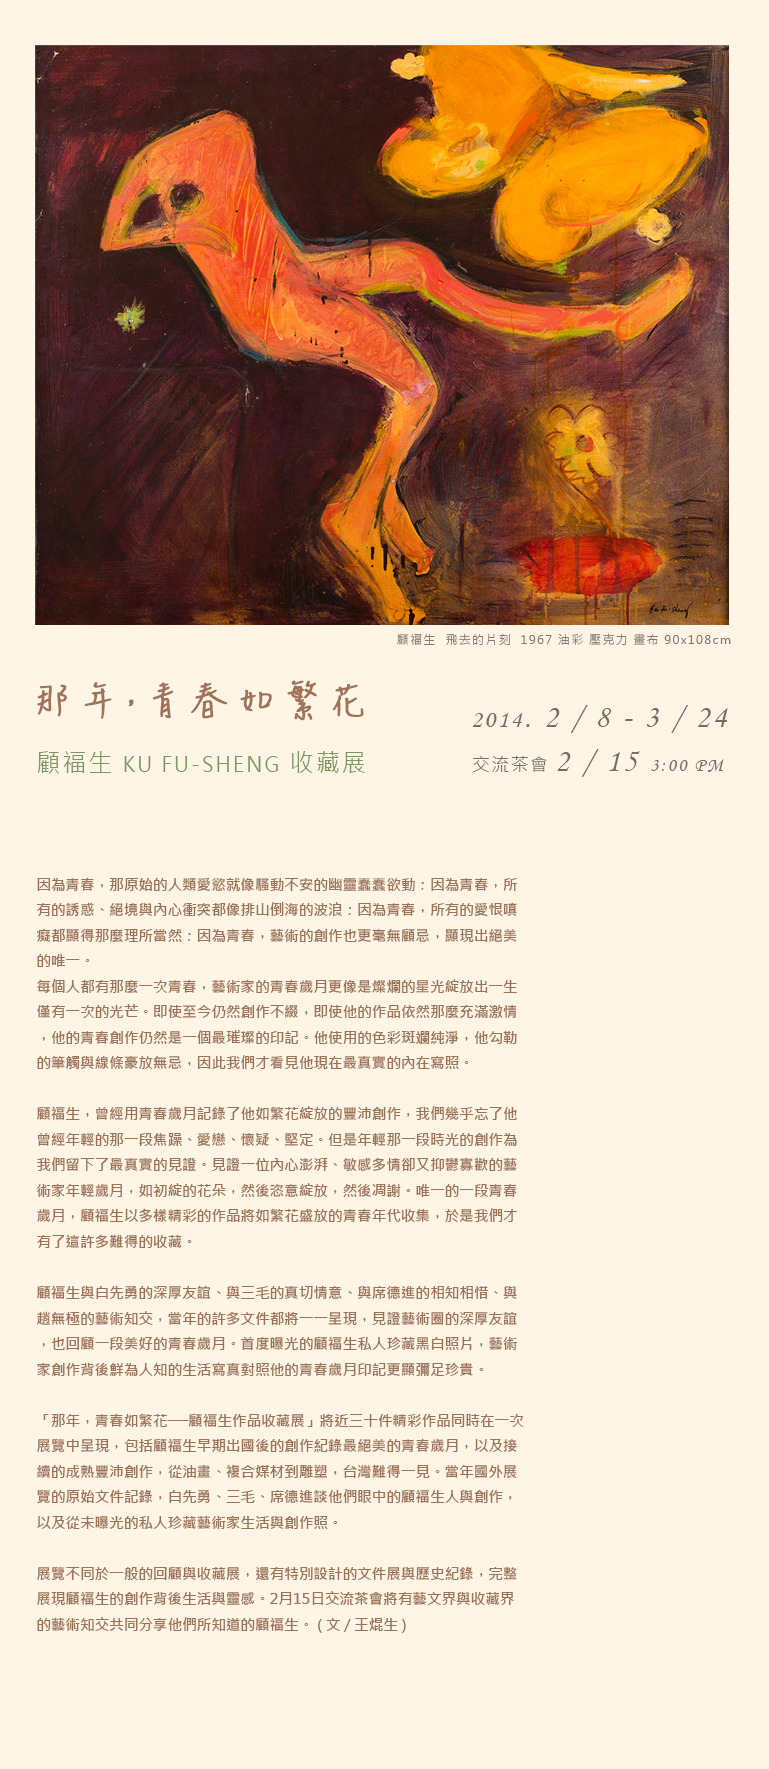 Ku Fu-Sheng
顧福生 飛去的片刻 1967 油彩 壓克力 畫布 90x108cm
那年,青春如繁花
2014. 2 / 8 - 3 / 24
顧福生 KU FU-SHENG 收藏展
交流茶會 2 / 15 3:00 PM
因為青春，那原始的人類愛慾就像騷動不安的幽靈蠢蠢欲動：因為青春，所
有的誘惑、絕境與內心衝突都像排山倒海的波浪：因為青春，所有的愛恨嗔
癡都顯得那麼理所當然：因為青春，藝術的創作也更毫無顧忌，顯現出絕美
的唯一。
每個人都有那麼一次青春，藝術家的青春歲月更像是燦爛的星光綻放出一生
僅有一次的光芒。即使至今仍然創作不綴，即使他的作品依然那麼充滿激情
，他的青春創作仍然是一個最璀璨的印記。他使用的色彩斑斕純淨，他勾勒
的筆觸與線條豪放無忌，因此我們才看見他現在最真實的內在寫照。
顧福生，曾經用青春歲月記錄了他如繁花綻放的豐沛創作，我們幾乎忘了他
曾經年輕的那一段焦躁、愛戀、懷疑、堅定。但是年輕那一段時光的創作為
我們留下了最真實的見證。見證一位內心澎湃、敏感多情卻又抑鬱寡歡的藝
術家年輕歲月，如初綻的花朵，然後恣意綻放，然後凋謝。唯一的一段青春
歲月，顧福生以多樣精彩的作品將如繁花盛放的青春年代收集，於是我們才
有了這許多難得的收藏。
顧福生與白先勇的深厚友誼、與三毛的真切情意、與席德進的相知相惜、與
趙無極的藝術知交，當年的許多文件都將一一呈現，見證藝術圈的深厚友誼
，也回顧一段美好的青春歲月。首度曝光的顧福生私人珍藏黑白照片，藝術
家創作背後鮮為人知的生活寫真對照他的青春歲月印記更顯彌足珍貴。
「那年，青春如繁花──顧福生作品收藏展」將近三十件精彩作品同時在一次
展覽中呈現，包括顧福生早期出國後的創作紀錄最絕美的青春歲月，以及接
續的成熟豐沛創作，從油畫、複合媒材到雕塑，台灣難得一見。當年國外展
覽的原始文件記錄，白先勇、三毛、席德進談他們眼中的顧福生人與創作，
以及從未曝光的私人珍藏藝術家生活與創作照。
展覽不同於一般的回顧與收藏展，還有特別設計的文件展與歷史紀錄，完整
展現顧福生的創作背後生活與靈感。2月15日交流茶會將有藝文界與收藏界
的藝術知交共同分享他們所知道的顧福生。 ( 文 / 王焜生 )